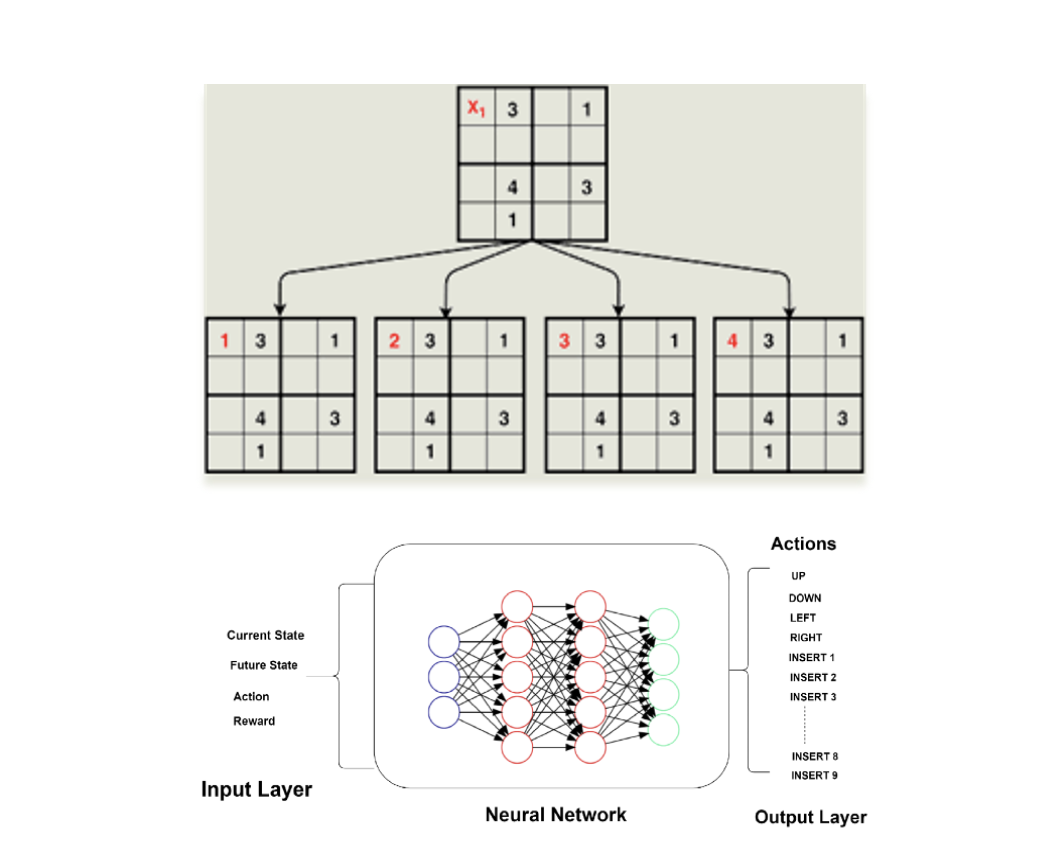 X1 3 1
4 3
1
1 3 1 2 3 1 3 3 1 4 3 1
4 3 4 3 4 3 4 3
1 1 1 1
Actions
UP
DOWN
LEFT
RIGHT
INSERT 1
INSERT 2
INSERT 3
INSERT 8
INSERT 9
Current State
Future State
Action
Reward
Input Layer
Neural Network
Output Layer